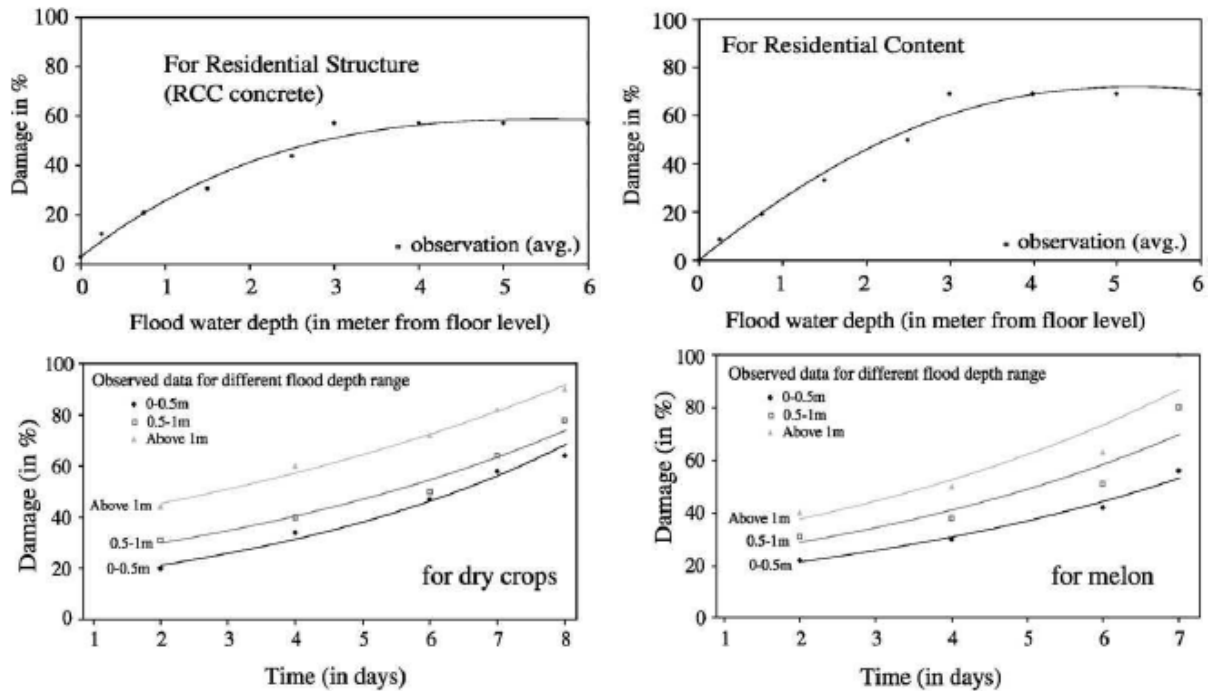 100
80
60
40
20
0
Damage in %
For Residential Structure
(RCC concrete)
observation (avg.)
0 1 2 3 4 5 6
Flood water depth (in meter from floor level)
100
80
60
40
20
0
Damage in %
For Residential Content
observation (avg.)
0 1 2 3 4 5 6
Flood water depth (in meter from floor level)
100
80
60
40
20
0
Damage (in %)
Observed data for different flood depth range
0-0.5m
0.5-1m
Above 1m
Above 1m
0.5-1m
0-0.5m
for dry crops
1 2 3 4 5 6 7 8
Time (in days)
100
80
60
40
20
0
Damage (in %)
Observed data for different flood depth range
0-0.5m
0.5-1m
Above 1m
Above 1m
0.5-1m
0-0.5m
for melon
1 2 3 4 5 6 7
Time (in days)